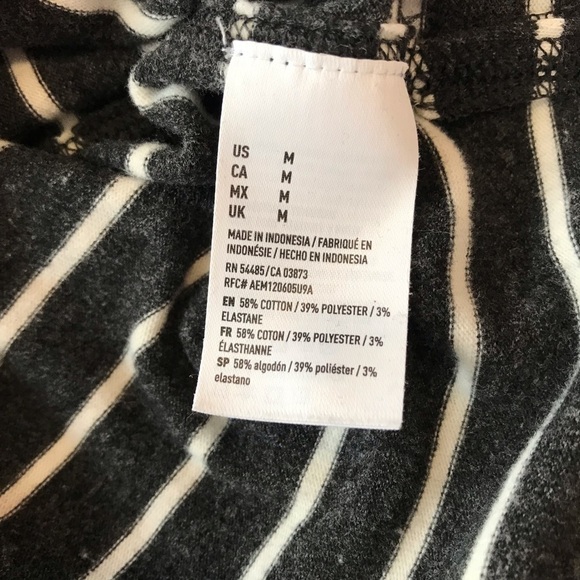 US M
CA M
MX M
UK M
MADE IN INDONESIA / FABRIQUÉ EN
INDONÉSIE / HECHO EN INDONESIA
RN 54485 / CA 03873
RFC# AEM120605U9A
EN 58% COTTON / 39% POLYESTER / 3%
ELASTANE
FR 58% COTON / 39% POLYESTER / 3%
ÉLASTHANNE
SP 58% algodón / 39% poliéster / 3%
elastano